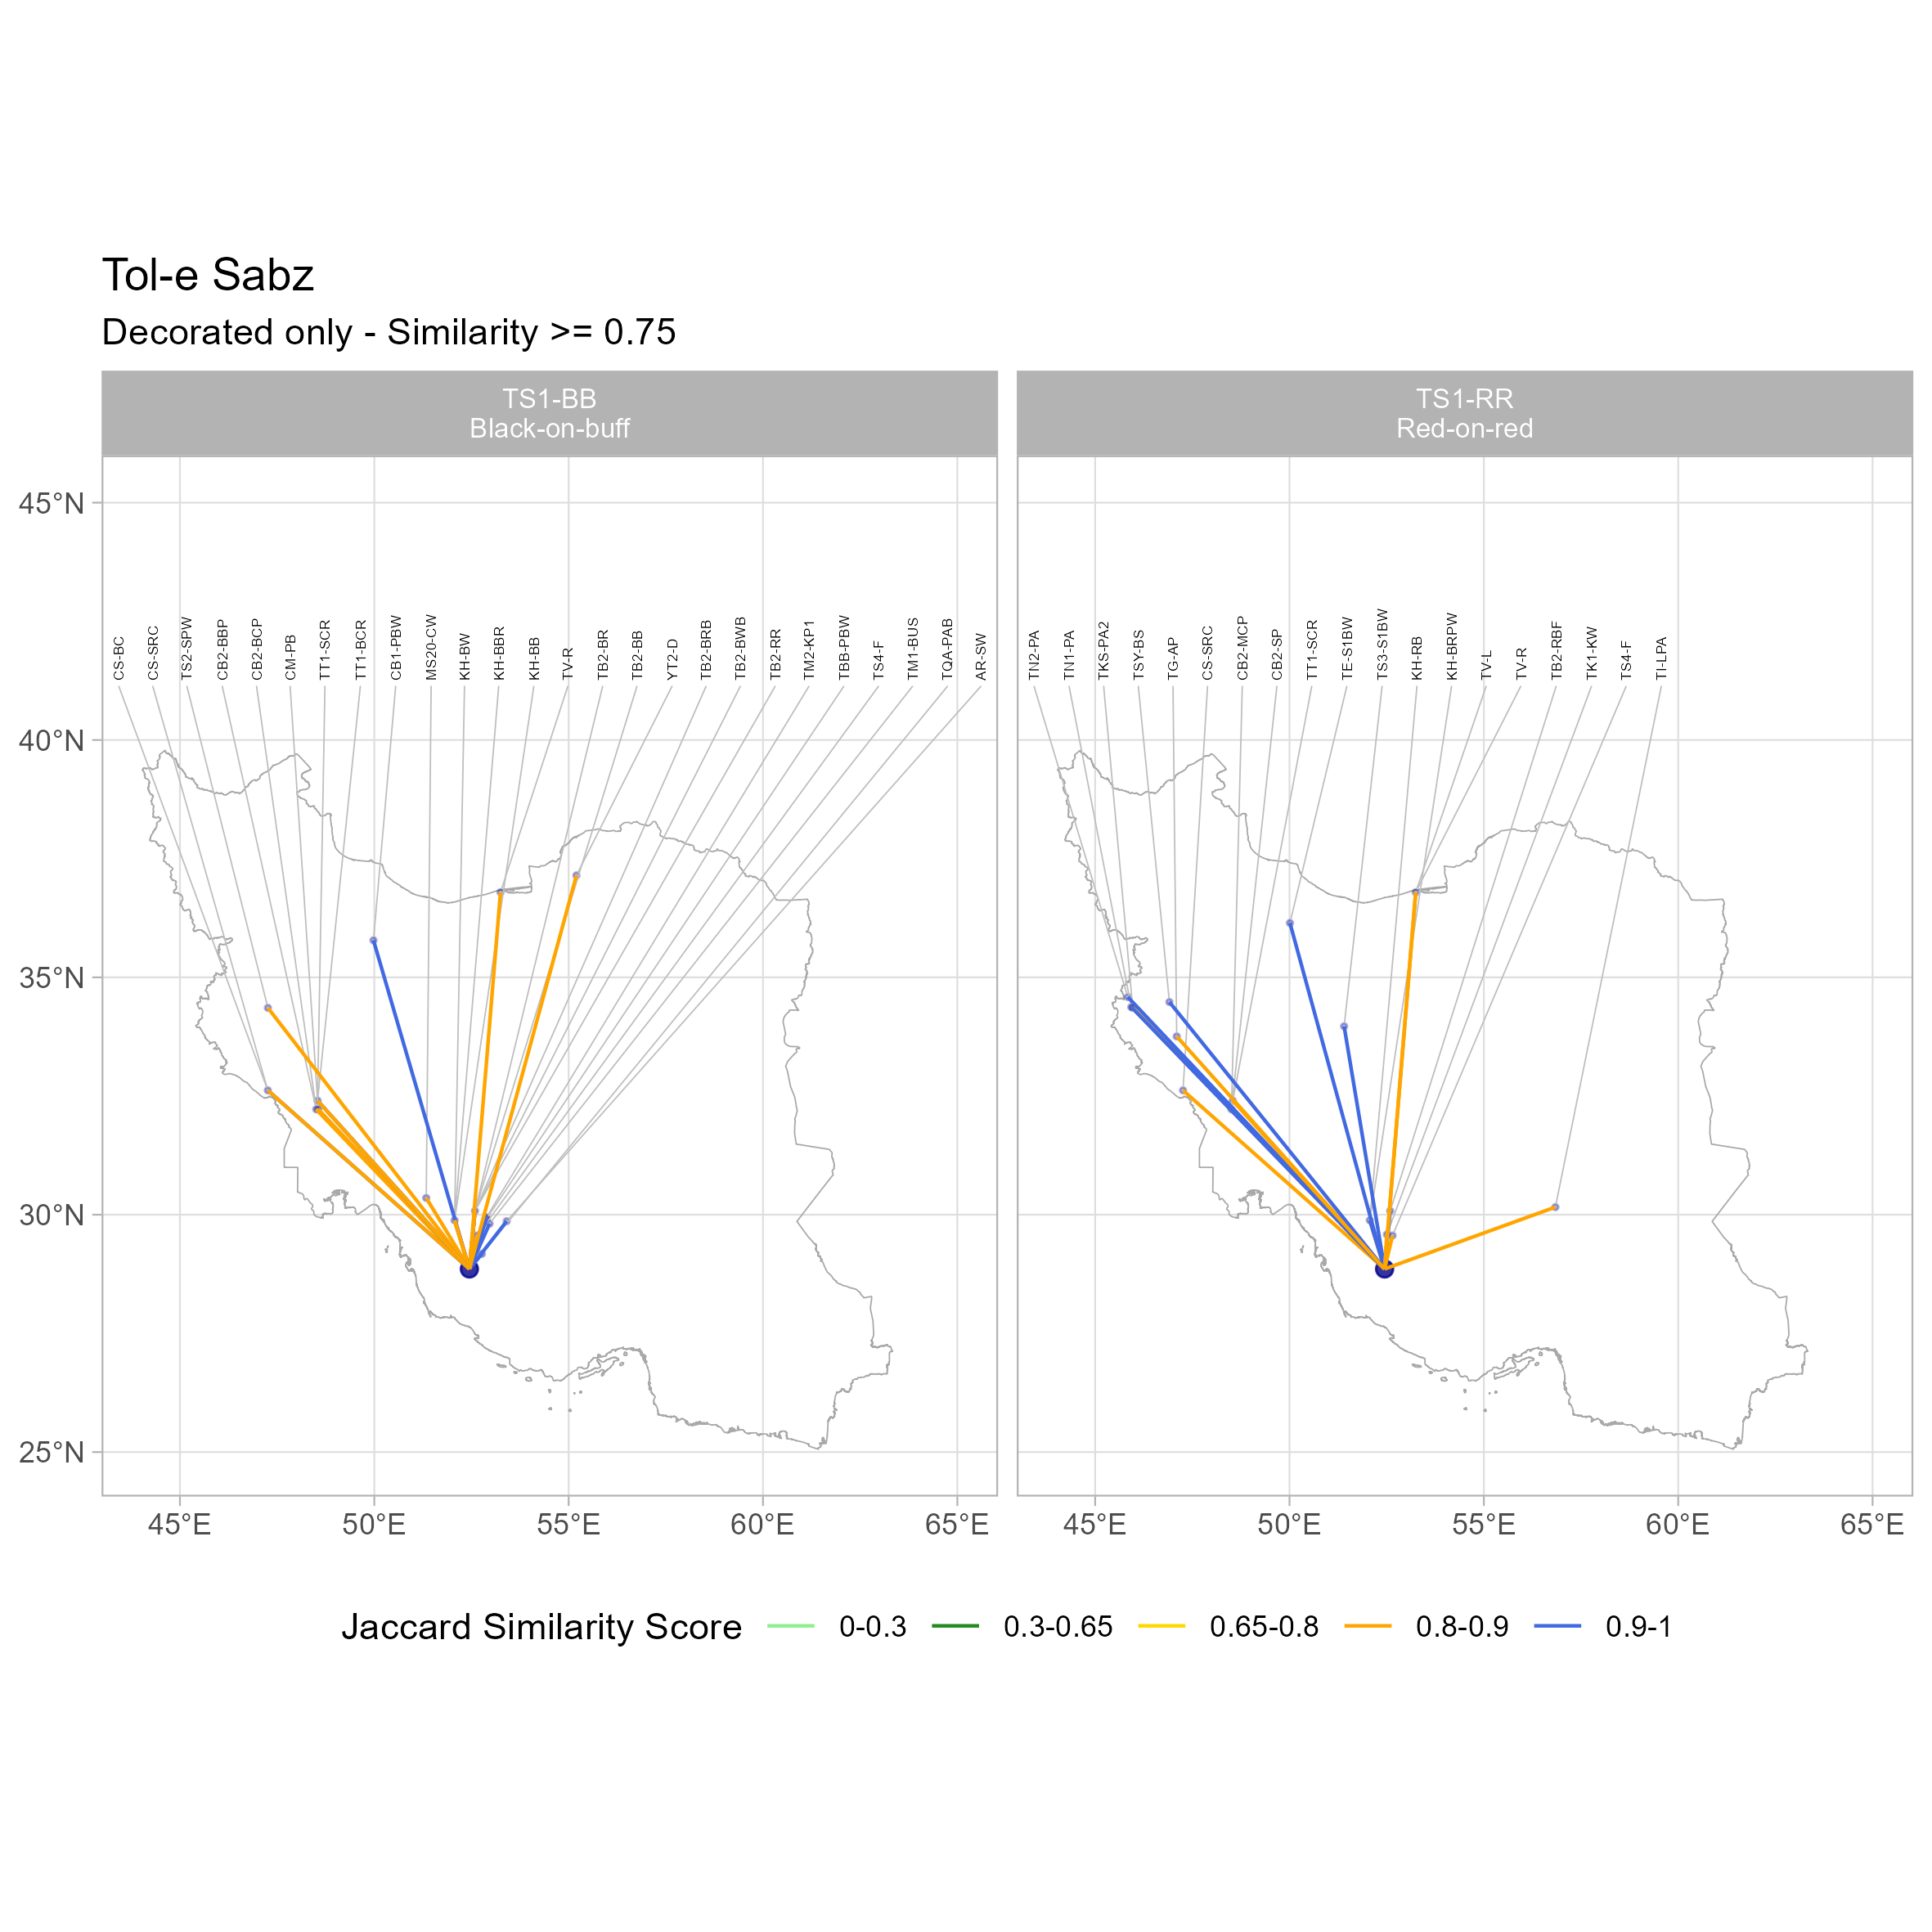 Tol-e Sabz
Decorated only - Similarity >= 0.75
TS1-BB
Black-on-buff
TS1-RR
Red-on-red
45°N
40°N
35°N
30°N
25°N
CS-BC
CS-SRC
TS2-SPW
CB2-BBP
CB2-BCP
CM-PB
TT1-SCR
TT1-BCR
CB1-PBW
MS20-CW
KH-BW
KH-BBR
KH-BB
TV-R
TB2-BR
TB2-BB
YT2-D
TB2-BRB
TB2-BWB
TB2-RR
TM2-KP1
TBB-PBW
TS4-F
TM1-BUS
TQA-PAB
AR-SW
TN2-PA
TN1-PA
TKS-PA2
TSY-BS
TG-AP
CS-SRC
CB2-MCP
CB2-SP
TT1-SCR
TE-S1BW
TS3-S1BW
KH-RB
KH-BRPW
TV-L
TV-R
TB2-RBF
TK1-KW
TS4-F
TI-LPA
45°E 50°E 55°E 60°E 65°E
45°E 50°E 55°E 60°E 65°E
Jaccard Similarity Score 0-0.3 0.3-0.65 0.65-0.8 0.8-0.9 0.9-1